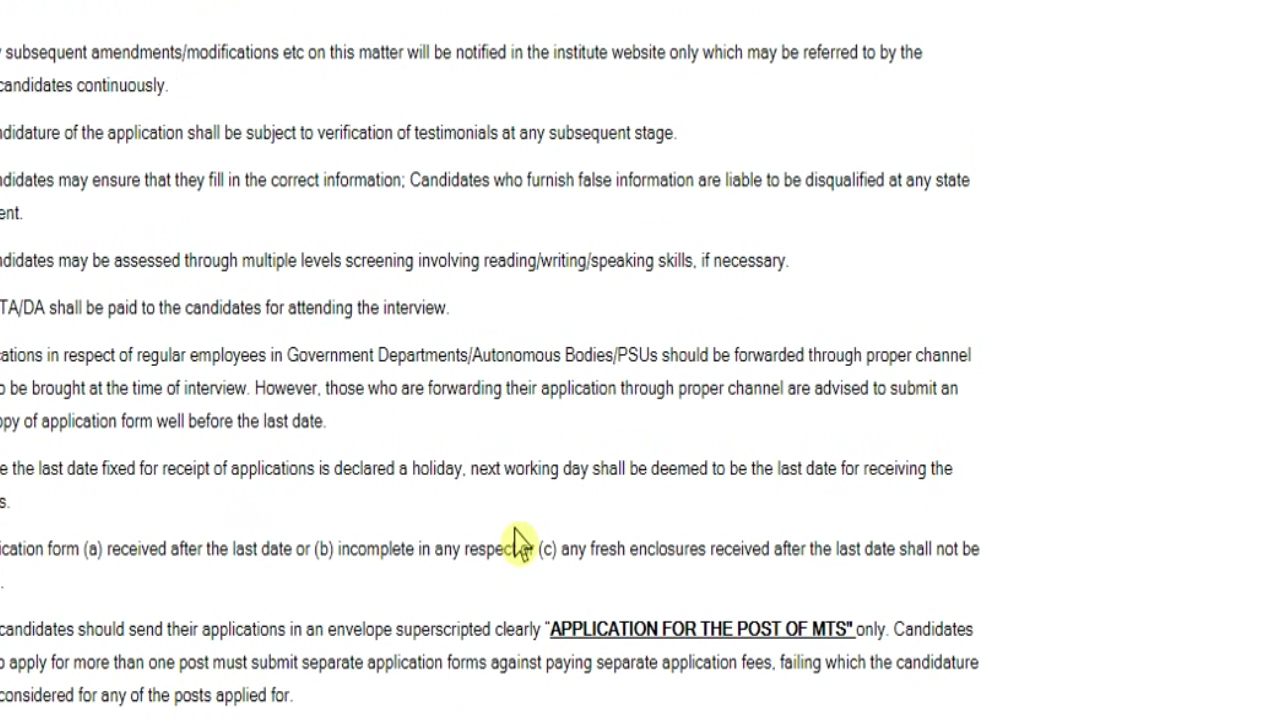 subsequent amendments/modifications etc on this matter will be notified in the institute website only which may be referred to by the
candidates continuously.
didature of the application shall be subject to verification of testimonials at any subsequent stage.
didates may ensure that they fill in the correct information; Candidates who furnish false information are liable to be disqualified at any state
ent.
didates may be assessed through multiple levels screening involving reading/writing/speaking skills, if necessary.
TA/DA shall be paid to the candidates for attending the interview.
ations in respect of regular employees in Government Departments/Autonomous Bodies/PSUs should be forwarded through proper channel
o be brought at the time of interview. However, those who are forwarding their application through proper channel are advised to submit an
opy of application form well before the last date.
e the last date fixed for receipt of applications is declared a holiday, next working day shall be deemed to be the last date for receiving the
s.
ication form (a) received after the last date or (b) incomplete in any respect (c) any fresh enclosures received after the last date shall not be
.
candidates should send their applications in an envelope superscripted clearly "APPLICATION FOR THE POST OF MTS" only. Candidates
o apply for more than one post must submit separate application forms against paying separate application fees, failing which the candidature
considered for any of the posts applied for.